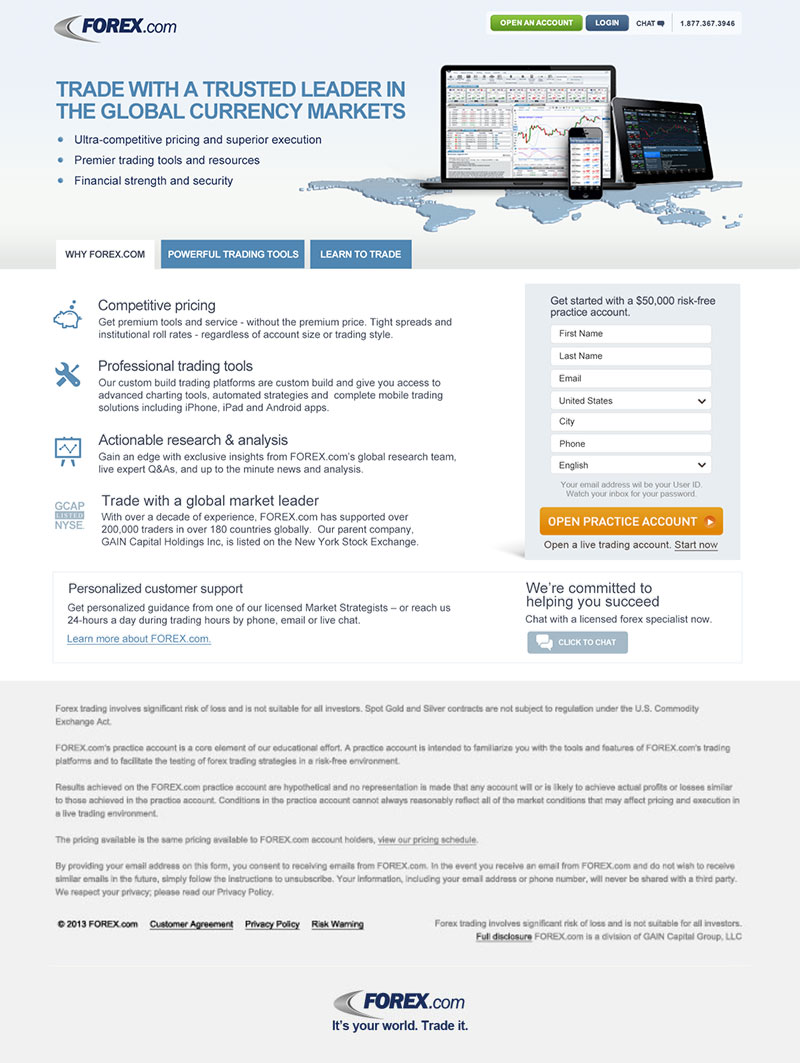 FOREX.com
OPEN AN ACCOUNT
LOGIN
CHAT
1.877.367.3946
TRADE WITH A TRUSTED LEADER IN
THE GLOBAL CURRENCY MARKETS
Ultra-competitive pricing and superior execution
Premier trading tools and resources
Financial strength and security
WHY FOREX.COM
POWERFUL TRADING TOOLS
LEARN TO TRADE
Competitive pricing
Get premium tools and service - without the premium price. Tight spreads and
institutional roll rates - regardless of account size or trading style.
Professional trading tools
Our custom build trading platforms are custom build and give you access to
advanced charting tools, automated strategies and complete mobile trading
solutions including iPhone, iPad and Android apps.
Actionable research & analysis
Gain an edge with exclusive insights from FOREX.com's global research team,
live expert Q&As, and up to the minute news and analysis.
GCAP
LISTED
NYSE
Trade with a global market leader
With over a decade of experience, FOREX.com has supported over
200,000 traders in over 180 countries globally. Our parent company,
GAIN Capital Holdings Inc, is listed on the New York Stock Exchange.
Get started with a $50,000 risk-free
practice account.
First Name
Last Name
Email
United States
City
Phone
English
Your email address wil be your User ID.
Watch your inbox for your password.
OPEN PRACTICE ACCOUNT
Open a live trading account. Start now
Personalized customer support
Get personalized guidance from one of our licensed Market Strategists – or reach us
24-hours a day during trading hours by phone, email or live chat.
Learn more about FOREX.com.
We're committed to
helping you succeed
Chat with a licensed forex specialist now.
CLICK TO CHAT
Forex trading involves significant risk of loss and is not suitable for all investors. Spot Gold and Silver contracts are not subject to regulation under the U.S. Commodity
Exchange Act.
FOREX.com's practice account is a core element of our educational effort. A practice account is intended to familiarize you with the tools and features of FOREX.com's trading
platforms and to facilitate the testing of forex trading strategies in a risk-free environment.
Results achieved on the FOREX.com practice account are hypothetical and no representation is made that any account will or is likely to achieve actual profits or losses similar
to those achieved in the practice account. Conditions in the practice account cannot always reasonably reflect all of the market conditions that may affect pricing and execution in
a live trading environment.
The pricing available is the same pricing available to FOREX.com account holders, view our pricing schedule.
By providing your email address on this form, you consent to receiving emails from FOREX.com. In the event you receive an email from FOREX.com and do not wish to receive
similar emails in the future, simply follow the instructions to unsubscribe. Your information, including your email address or phone number, will never be shared with a third party.
We respect your privacy; please read our Privacy Policy.
© 2013 FOREX.com
Customer Agreement
Privacy Policy
Risk Warning
Forex trading involves significant risk of loss and is not suitable for all investors.
Full disclosure FOREX.com is a division of GAIN Capital Group, LLC
FOREX.com
It's your world. Trade it.